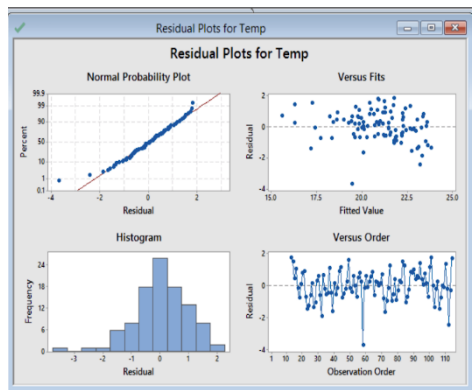 Residual Plots for Temp
Residual Plots for Temp
Normal Probability Plot
Percent
99.9
99
90
50
10
1
0.1
-4 -2 0 2 4
Residual
Versus Fits
Residual
2
0
-2
-4
15.0 17.5 20.0 22.5 25.0
Fitted Value
Histogram
Frequency
24
16
8
0
-3 -2 -1 0 1 2
Residual
Versus Order
Residual
2
0
-2
-4
1 10 20 30 40 50 60 70 80 90 100 110
Observation Order